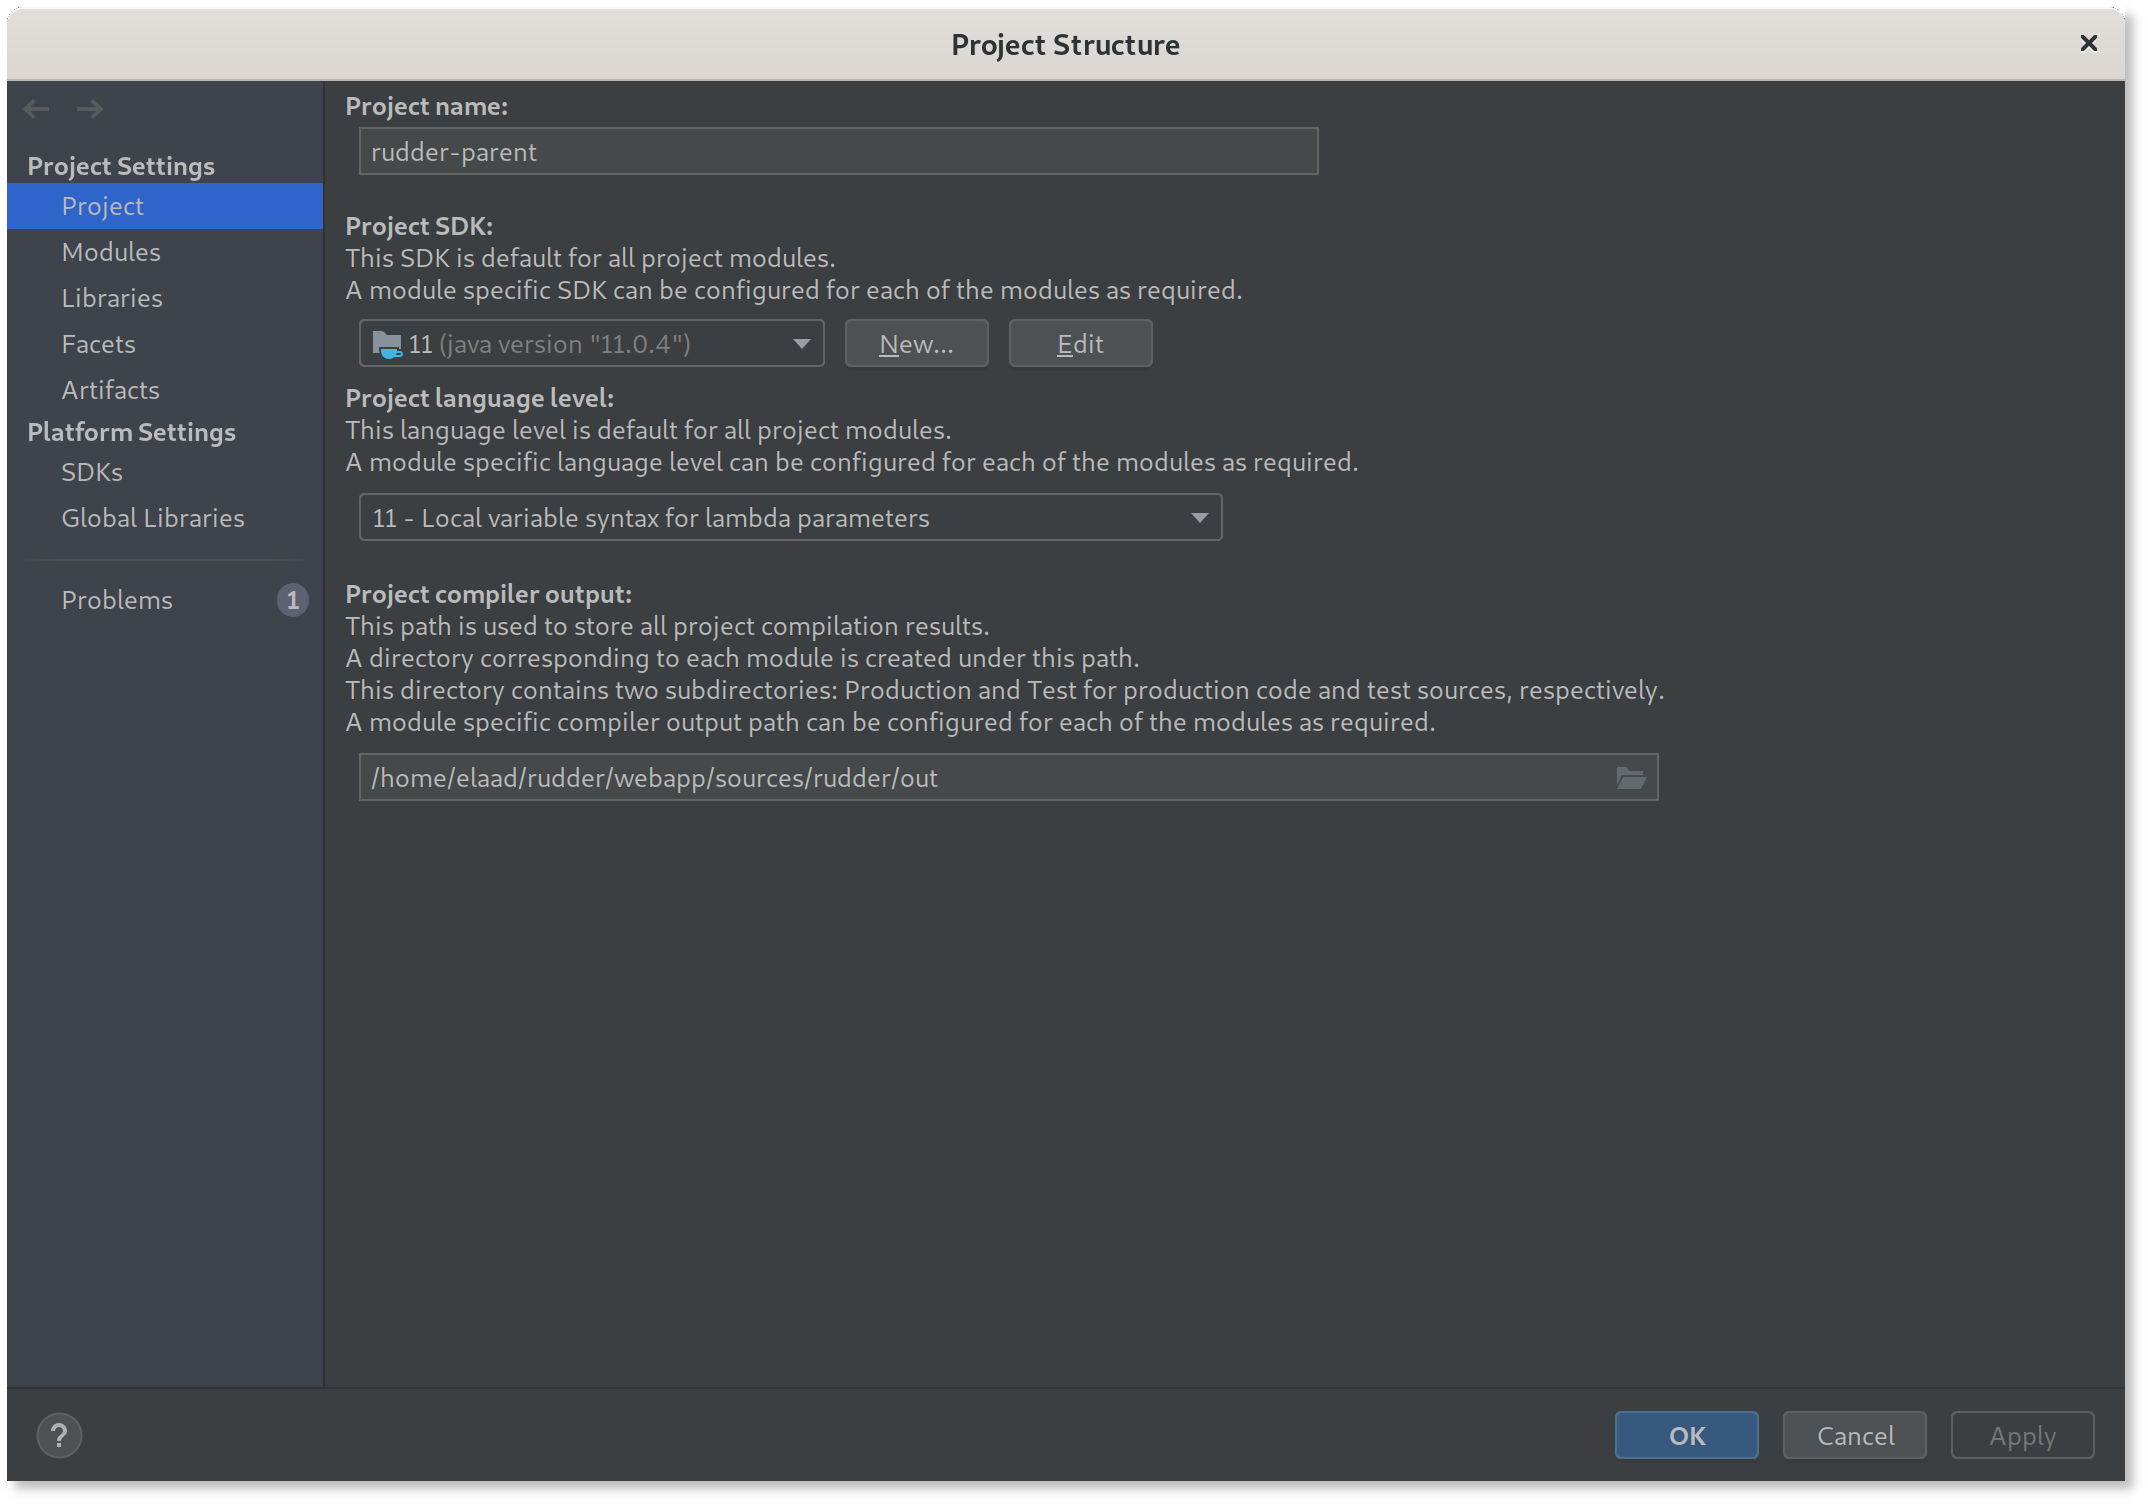 Project Structure
Project Settings
Project
Modules
Libraries
Facets
Artifacts
Platform Settings
SDKs
Global Libraries
Problems 1
Project name:
rudder-parent
Project SDK:
This SDK is default for all project modules.
A module specific SDK can be configured for each of the modules as required.
11 (java version "11.0.4") New... Edit
Project language level:
This language level is default for all project modules.
A module specific language level can be configured for each of the modules as required.
11 - Local variable syntax for lambda parameters
Project compiler output:
This path is used to store all project compilation results.
A directory corresponding to each module is created under this path.
This directory contains two subdirectories: Production and Test for production code and test sources, respectively.
A module specific compiler output path can be configured for each of the modules as required.
/home/elaad/rudder/webapp/sources/rudder/out
? OK Cancel Apply